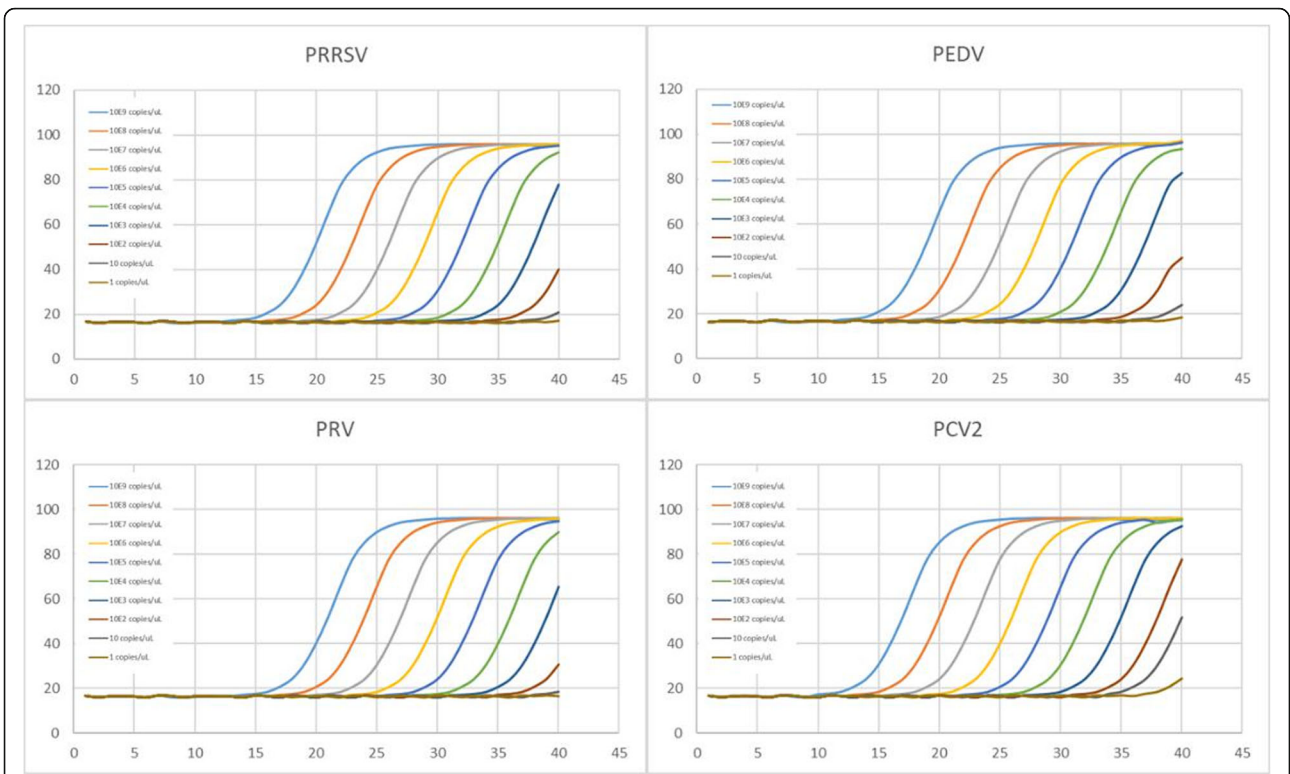 PRRSV
120
100
80
60
40
20
0
10E9 copies/uL
10E8 copies/uL
10E7 copies/uL
10E6 copies/uL
10E5 copies/uL
10E4 copies/uL
10E3 copies/uL
10E2 copies/uL
10 copies/uL
1 copies/uL
0 5 10 15 20 25 30 35 40 45
PEDV
120
100
80
60
40
20
0
10E9 copies/uL
10E8 copies/uL
10E7 copies/uL
10E6 copies/uL
10E5 copies/uL
10E4 copies/uL
10E3 copies/uL
10E2 copies/uL
10 copies/uL
1 copies/uL
0 5 10 15 20 25 30 35 40 45
PRV
120
100
80
60
40
20
0
10E9 copies/uL
10E8 copies/uL
10E7 copies/uL
10E6 copies/uL
10E5 copies/uL
10E4 copies/uL
10E3 copies/uL
10E2 copies/uL
10 copies/uL
1 copies/uL
0 5 10 15 20 25 30 35 40 45
PCV2
120
100
80
60
40
20
0
10E9 copies/uL
10E8 copies/uL
10E7 copies/uL
10E6 copies/uL
10E5 copies/uL
10E4 copies/uL
10E3 copies/uL
10E2 copies/uL
10 copies/uL
1 copies/uL
0 5 10 15 20 25 30 35 40 45